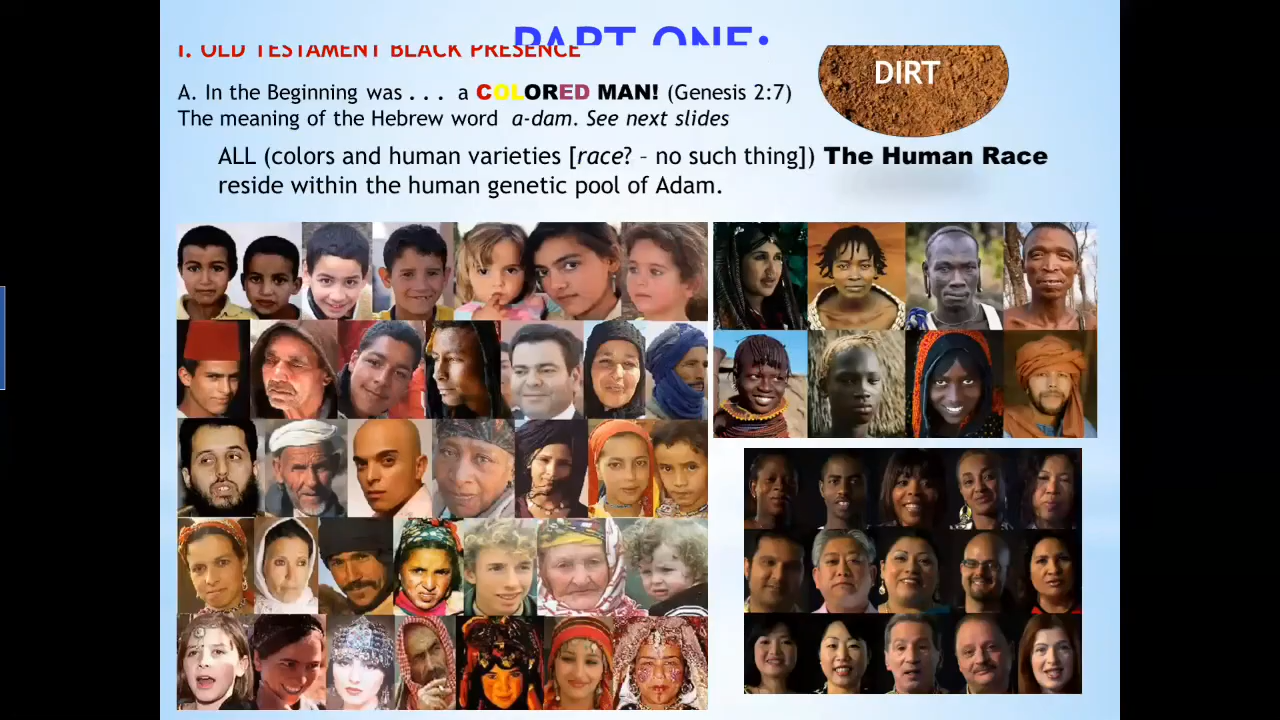 PART ONE:
I. OLD TESTAMENT BLACK PRESENCE
DIRT
A. In the Beginning was . . . a COLORED MAN! (Genesis 2:7)
The meaning of the Hebrew word a-dam. See next slides
ALL (colors and human varieties [race? – no such thing]) The Human Race
reside within the human genetic pool of Adam.